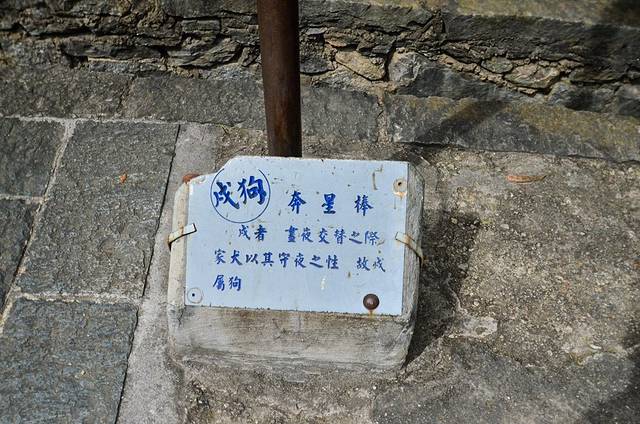 戌狗 奔星棒
戌者 晝夜交替之際
家犬以其守夜之性 故戌
屬狗